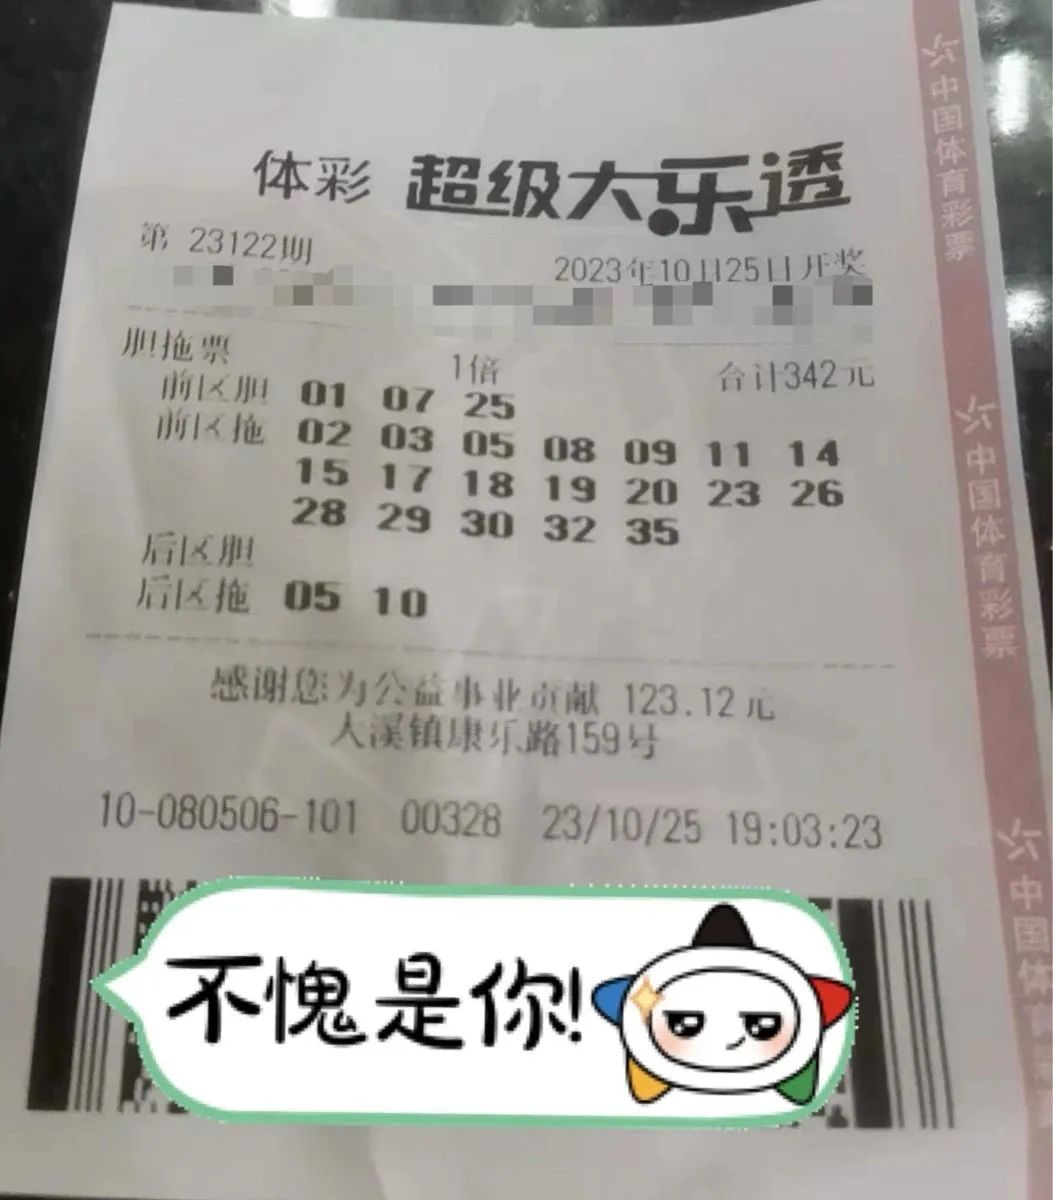 体彩 超级大乐透
第 23122期
2023年10月25日开奖
胆拖票 1倍 合计342元
前区胆 01 07 25
前区拖 02 03 05 08 09 11 14
15 17 18 19 20 23 26
28 29 30 32 35
后区胆
后区拖 05 10
感谢您为公益事业贡献 123.12元
大溪镇康乐路159号
10-080506-101 00328 23/10/25 19:03:23
不愧是你!
中国体育彩票
中国体育彩票
中国体